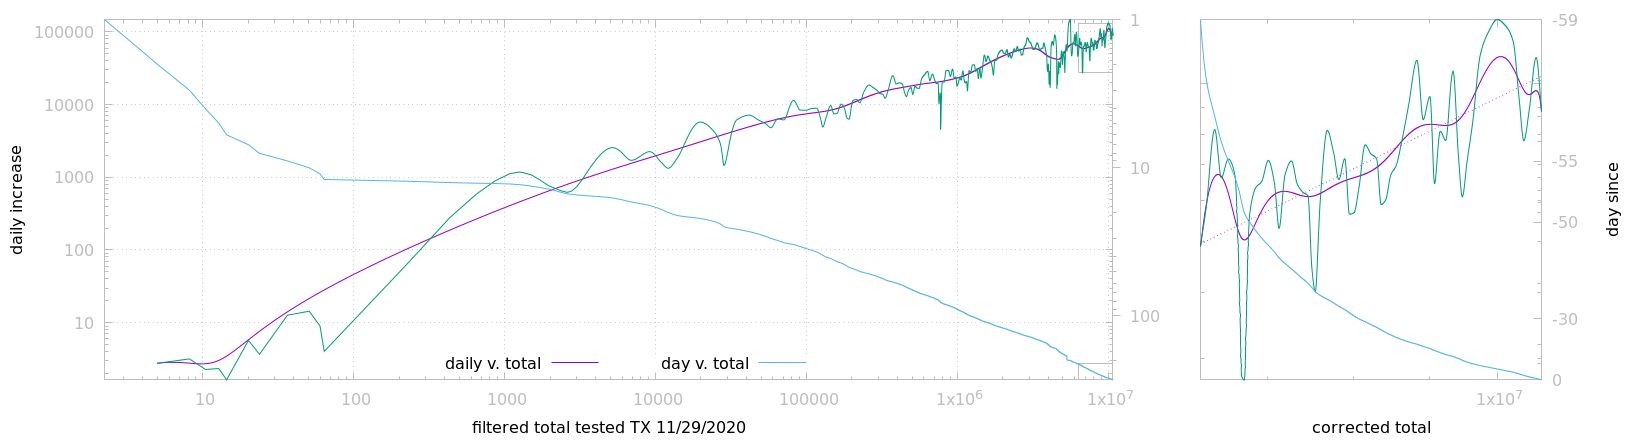 100000
10000
1000
100
10
daily increase
10
100
1000
10000
100000
1x10⁶
1x10⁷
filtered total tested TX 11/29/2020
daily v. total
day v. total
1
10
100
1x10⁷
corrected total
-59
-55
-50
-30
0
day since